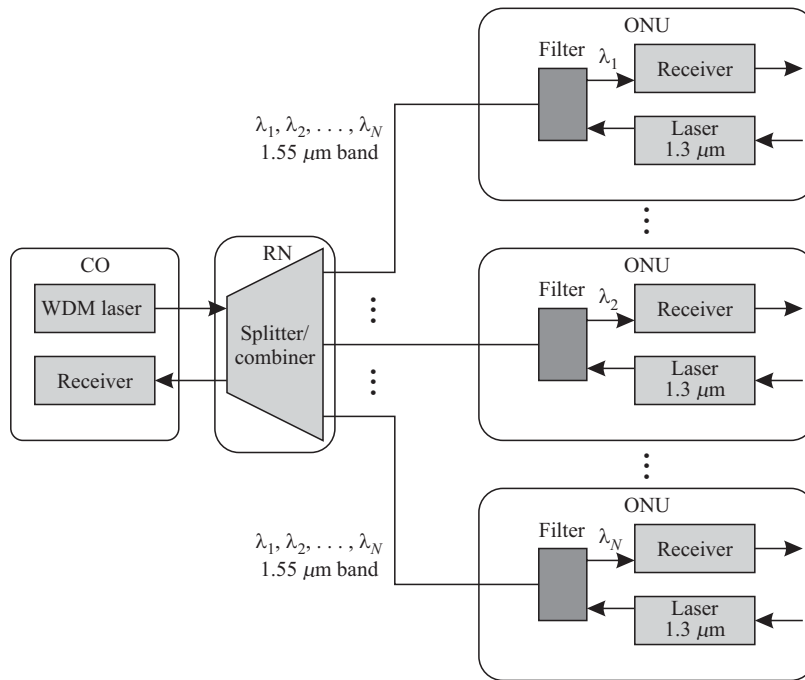 ONU
Filter
λ1
Receiver
Laser
1.3 μm
λ1, λ2, . . . , λN
1.55 μm band
CO
WDM laser
Receiver
RN
Splitter/
combiner
ONU
Filter
λ2
Receiver
Laser
1.3 μm
λ1, λ2, . . . , λN
1.55 μm band
ONU
Filter
λN
Receiver
Laser
1.3 μm